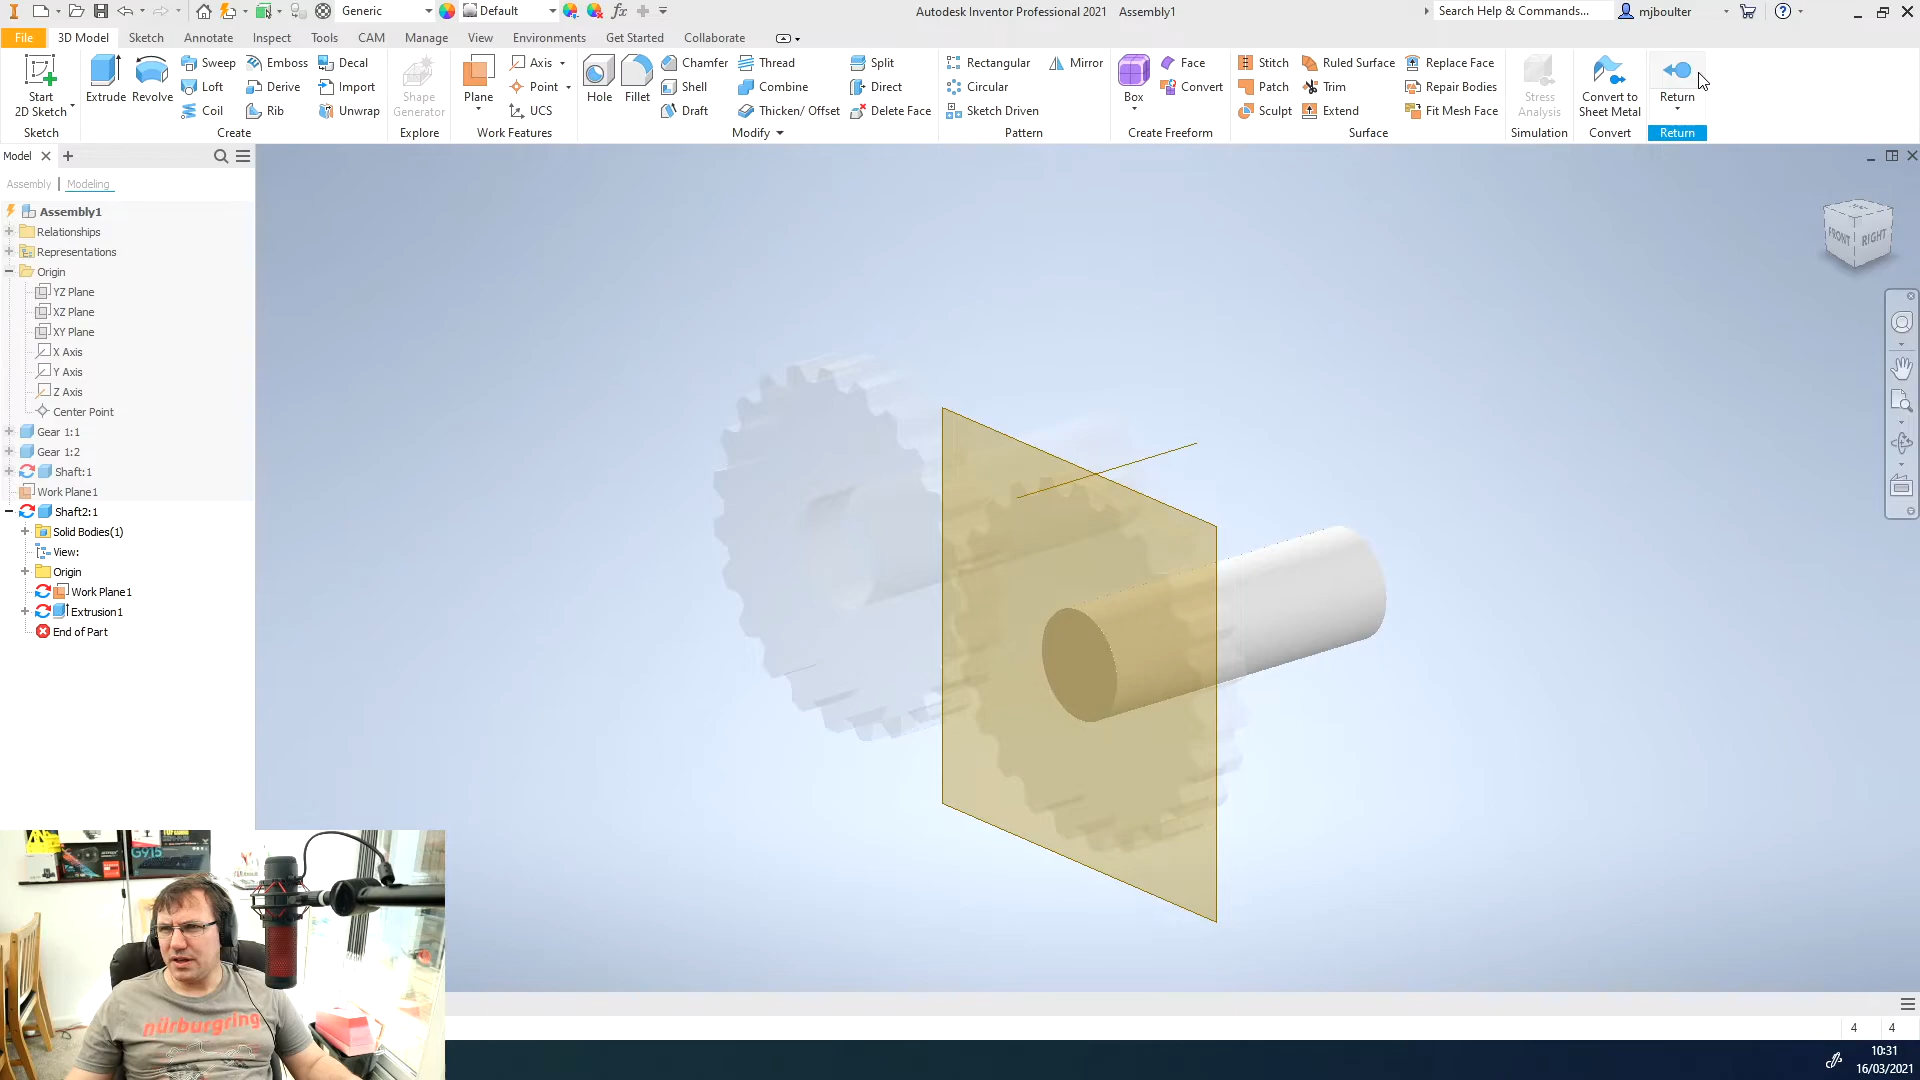 Generic
Default
fx
Autodesk Inventor Professional 2021 Assembly1
Search Help & Commands...
mjboulter
File 3D Model Sketch Annotate Inspect Tools CAM Manage View Environments Get Started Collaborate
Start
2D Sketch
Sketch
Extrude
Revolve
Sweep
Loft
Coil
Emboss
Derive
Rib
Decal
Import
Unwrap
Create
Shape
Generator
Explore
Plane
Axis
Point
UCS
Work Features
Hole
Fillet
Chamfer
Shell
Draft
Thread
Combine
Thicken/ Offset
Split
Direct
Delete Face
Modify
Rectangular
Circular
Sketch Driven
Mirror
Pattern
Box
Face
Convert
Create Freeform
Stitch
Patch
Sculpt
Ruled Surface
Trim
Extend
Replace Face
Repair Bodies
Fit Mesh Face
Surface
Stress
Analysis
Simulation
Convert to
Sheet Metal
Convert
Return
Return
Model
Assembly | Modeling
Assembly1
Relationships
Representations
Origin
YZ Plane
XZ Plane
XY Plane
X Axis
Y Axis
Z Axis
Center Point
Gear 1:1
Gear 1:2
Shaft:1
Work Plane1
Shaft2:1
Solid Bodies(1)
View:
Origin
Work Plane1
Extrusion1
End of Part
FRONT
RIGHT
G915
nürburgring
4 4
10:31
16/03/2021